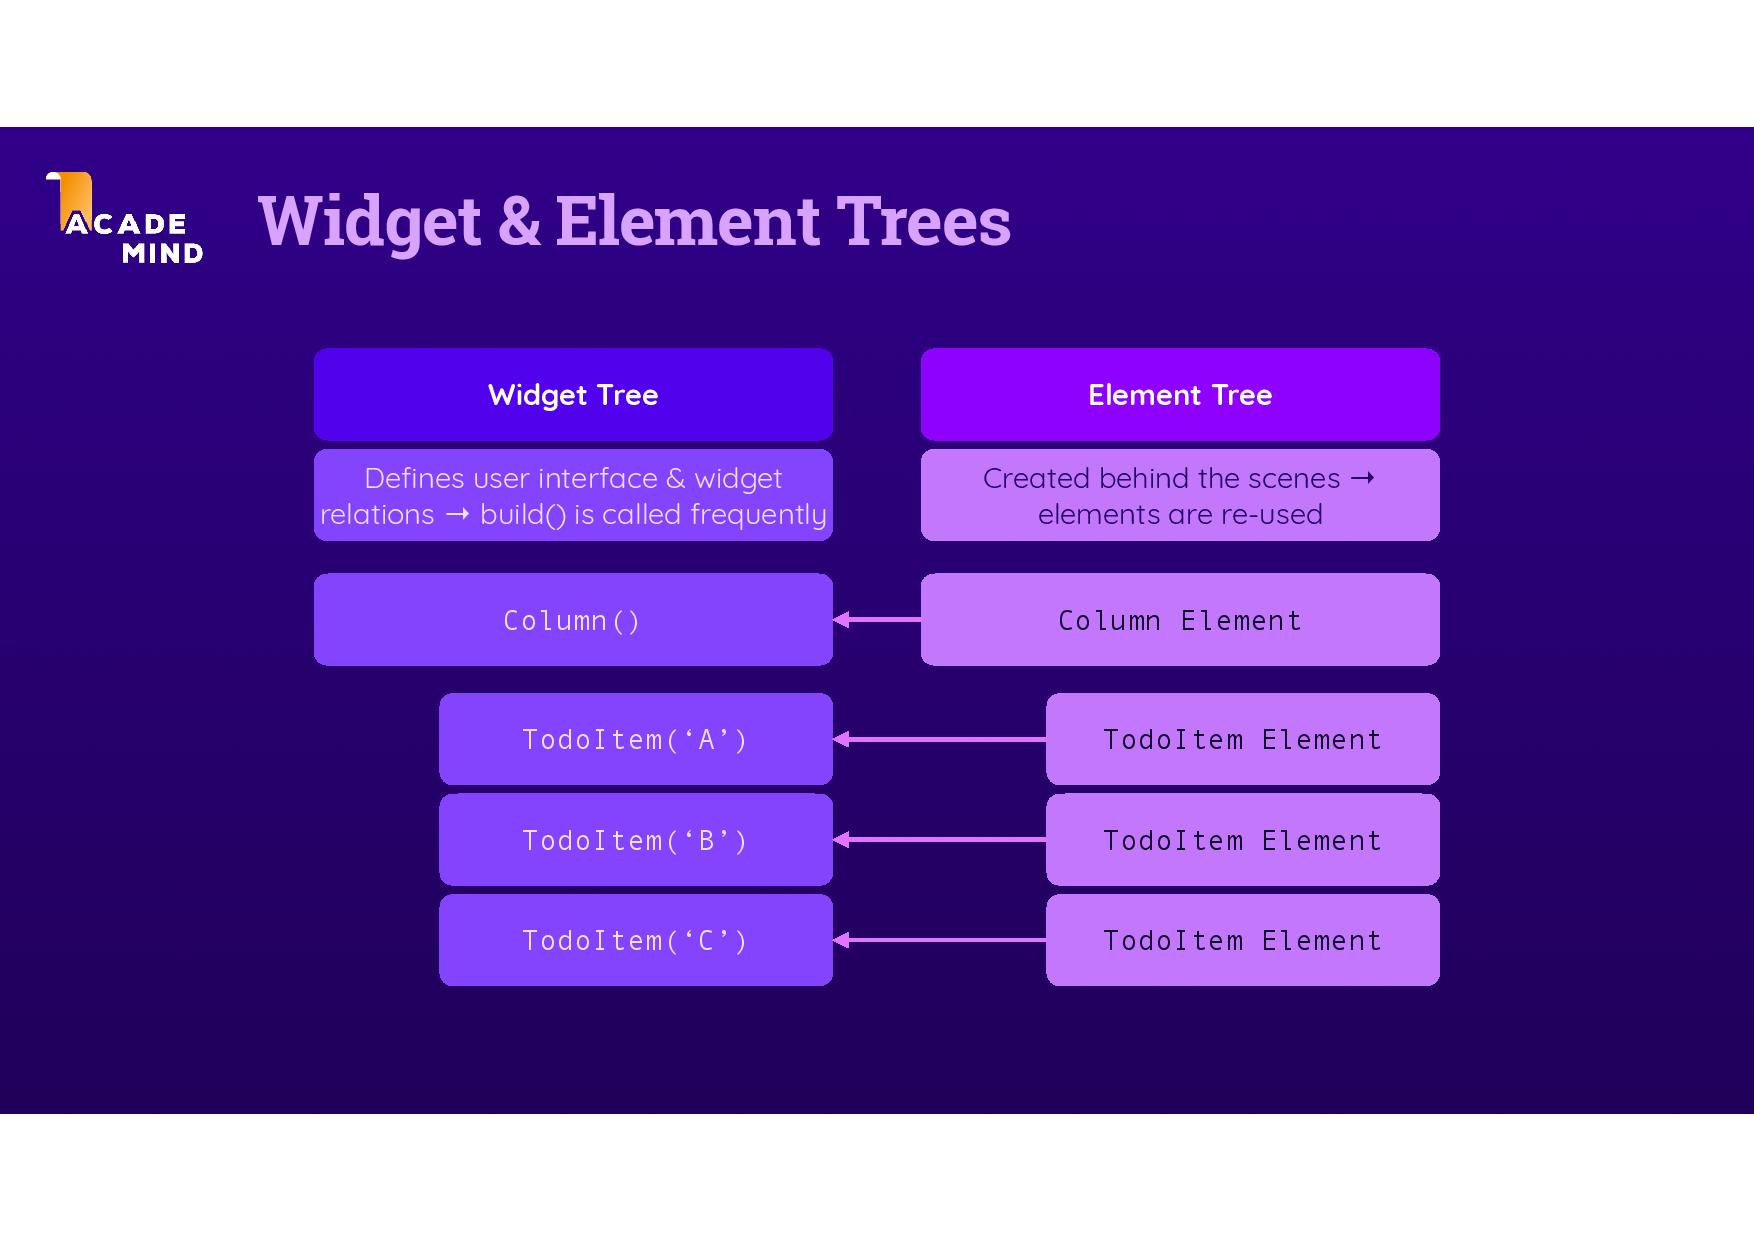 ACADE
MIND
Widget & Element Trees
Widget Tree
Element Tree
Defines user interface & widget
relations → build() is called frequently
Created behind the scenes →
elements are re-used
Column()
Column Element
TodoItem(‘A’)
TodoItem Element
TodoItem(‘B’)
TodoItem Element
TodoItem(‘C’)
TodoItem Element